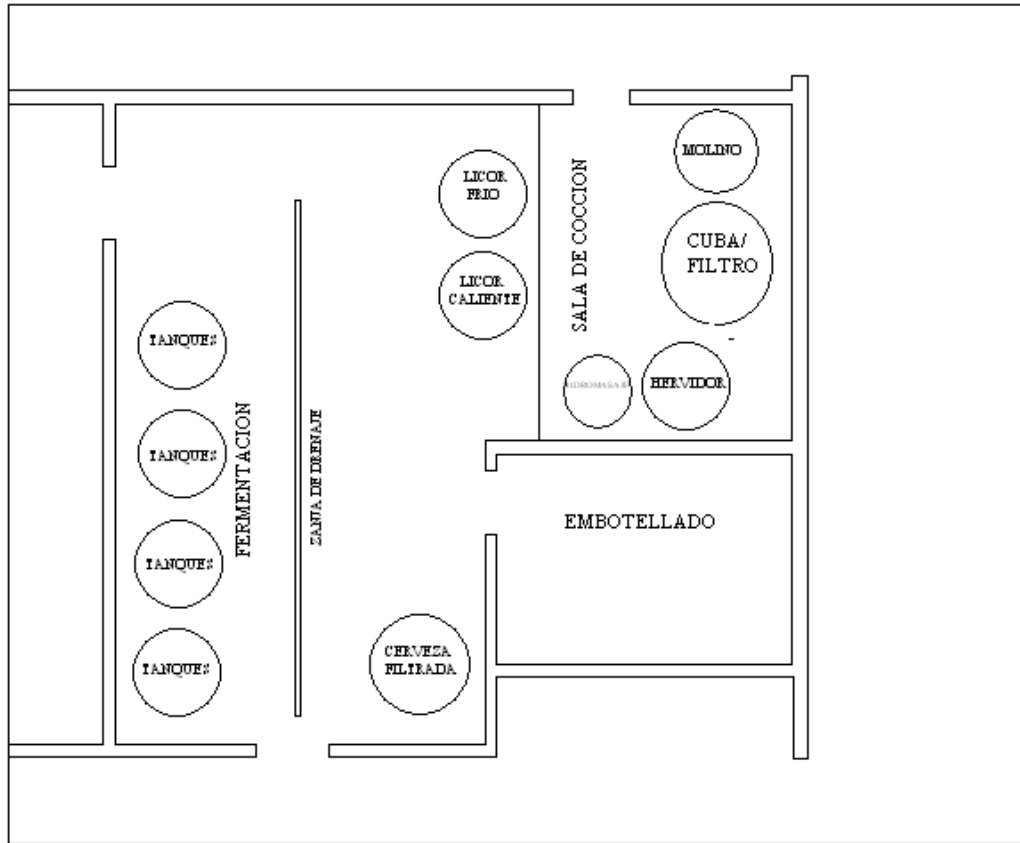 MOLINO
LICOR
FRIO
SALA DE COCCION
CUBA/
FILTRO
LICOR
CALIENTE
TANQUES
HIDROMASAJE
HERVIDOR
FERMENTACION
ZANJA DE DRENAJE
TANQUES
EMBOTELLADO
TANQUES
CERVEZA
FILTRADA
TANQUES